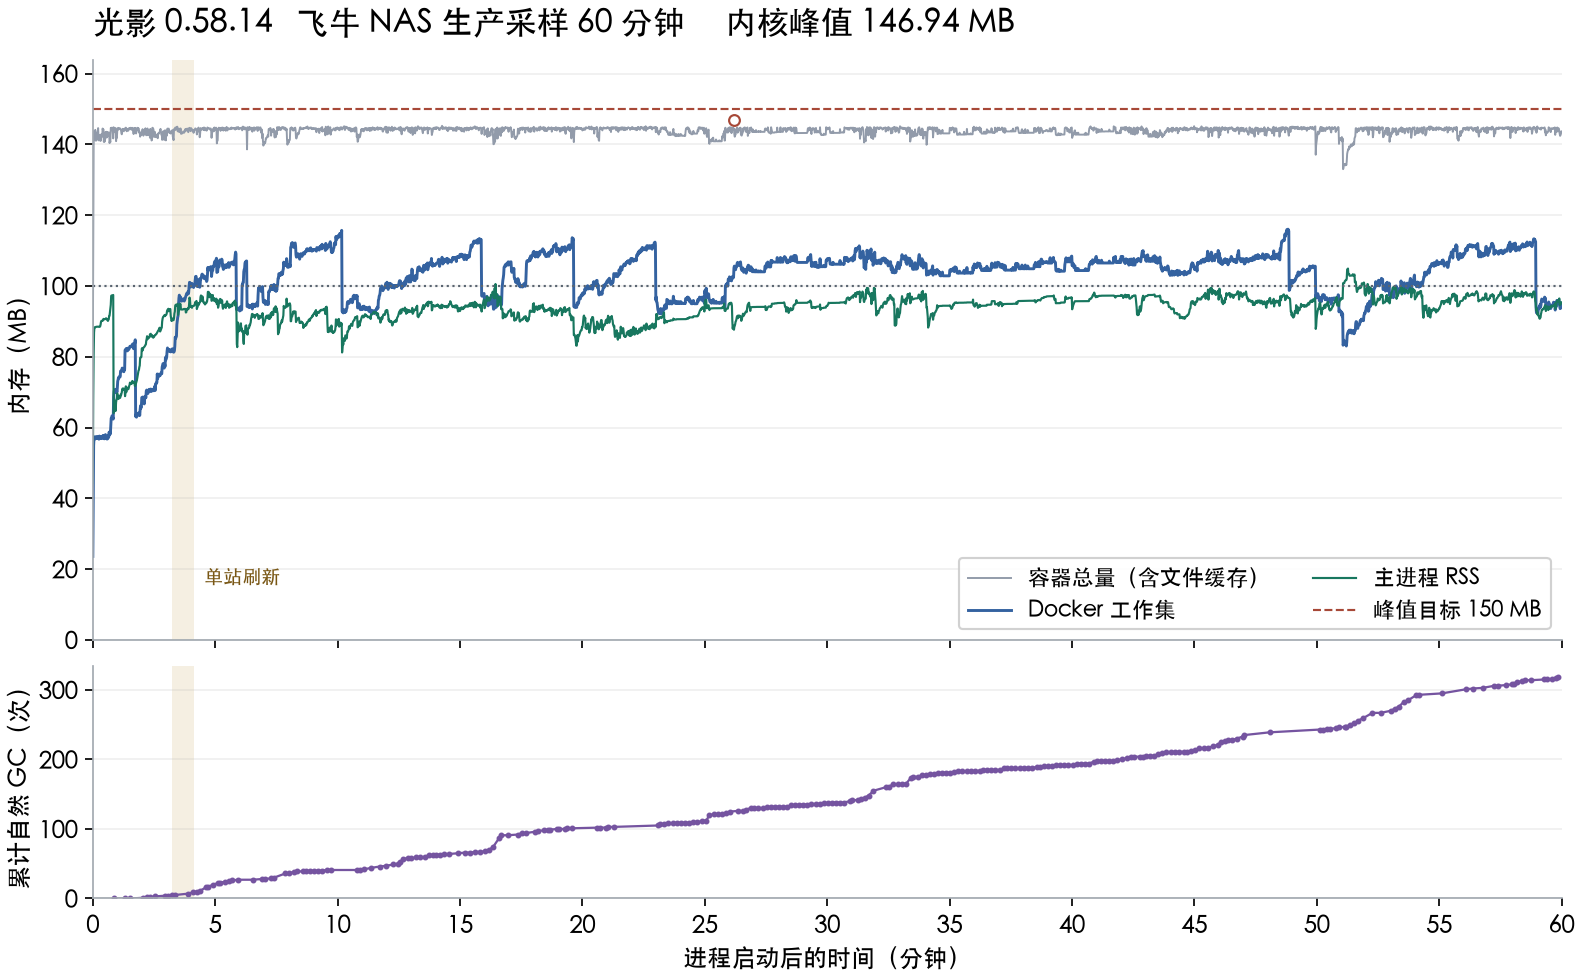 光影 0.58.14 飞牛 NAS 生产采样 60 分钟 内核峰值 146.94 MB
内存（MB）
160
140
120
100
80
60
40
20
0
单站刷新
容器总量（含文件缓存）
Docker 工作集
主进程 RSS
峰值目标 150 MB
累计自然 GC（次）
300
200
100
0
0 5 10 15 20 25 30 35 40 45 50 55 60
进程启动后的时间（分钟）